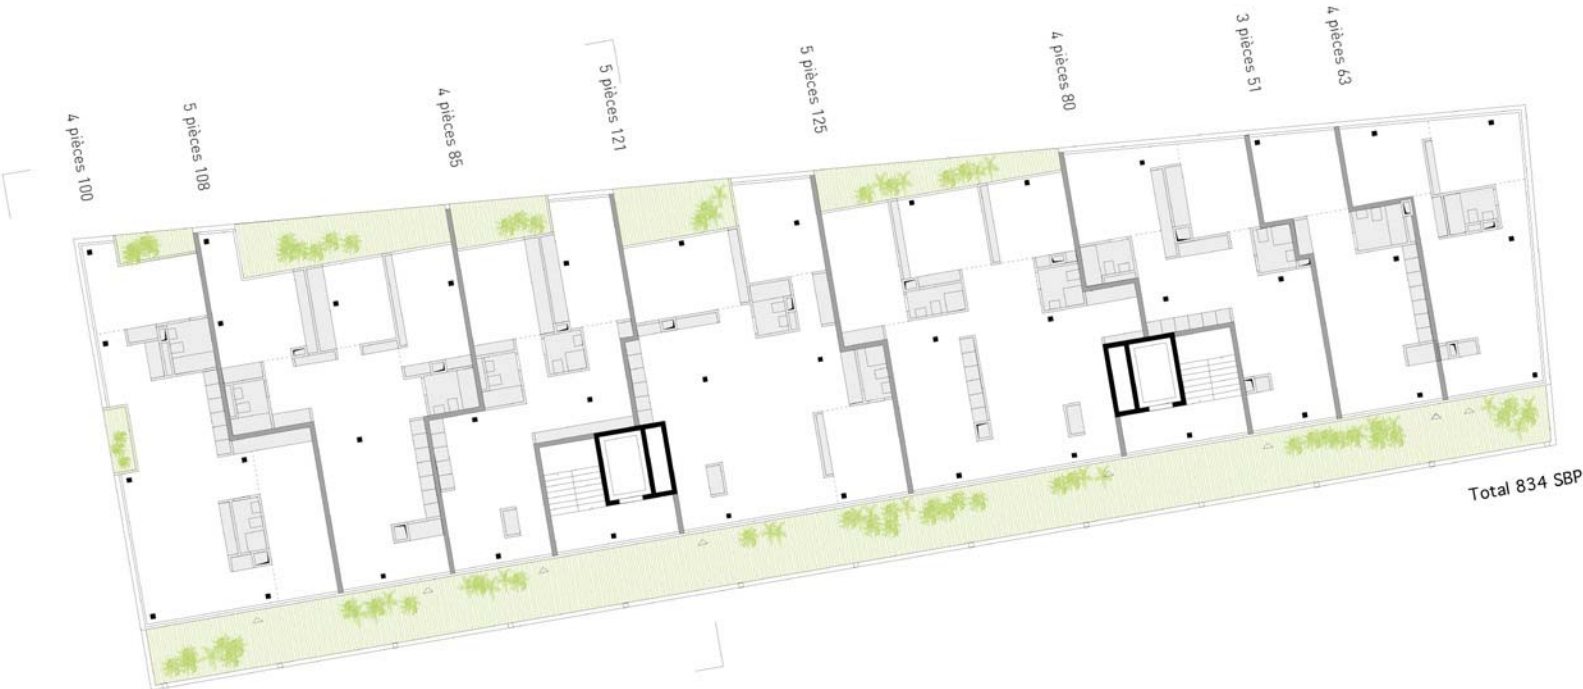 4 pièces 100
5 pièces 108
4 pièces 85
5 pièces 121
5 pièces 125
4 pièces 80
3 pièces 51
4 pièces 63
Total 834 SBP